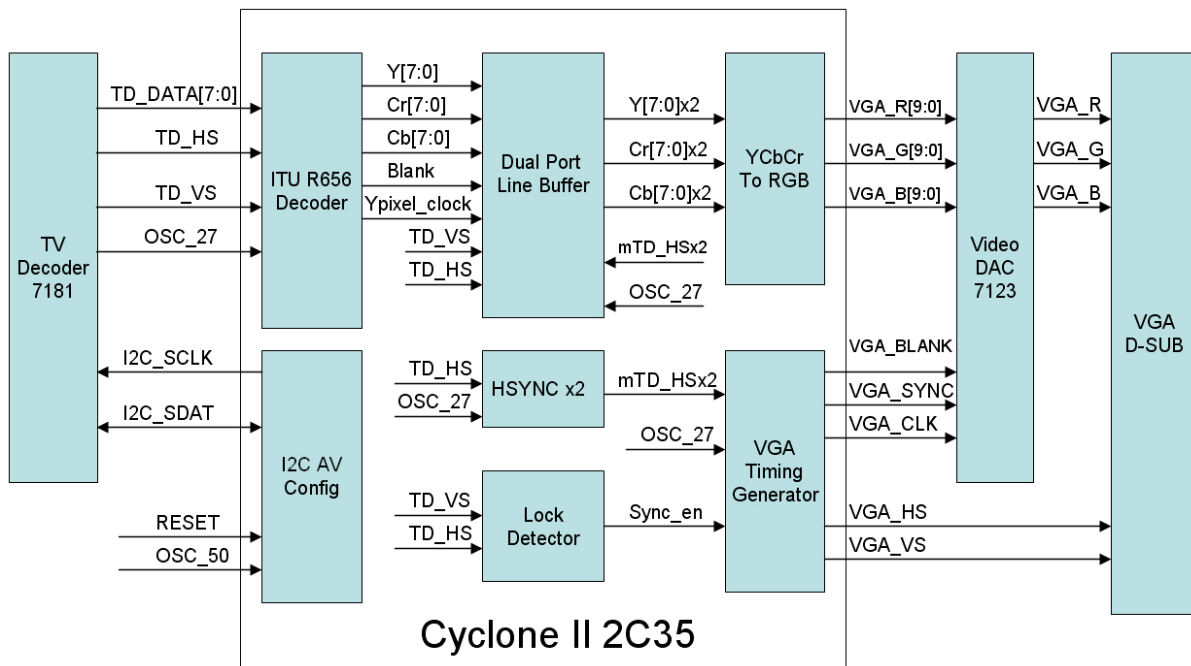 TV
Decoder
7181
TD_DATA[7:0]
TD_HS
TD_VS
OSC_27
I2C_SCLK
I2C_SDAT
RESET
OSC_50
ITU R656
Decoder
I2C AV
Config
Y[7:0]
Cr[7:0]
Cb[7:0]
Blank
Ypixel_clock
TD_VS
TD_HS
Dual Port
Line Buffer
TD_HS
OSC_27
HSYNC x2
TD_VS
TD_HS
Lock
Detector
Y[7:0]x2
Cr[7:0]x2
Cb[7:0]x2
mTD_HSx2
OSC_27
mTD_HSx2
OSC_27
Sync_en
YCbCr
To RGB
VGA
Timing
Generator
VGA_R[9:0]
VGA_G[9:0]
VGA_B[9:0]
VGA_BLANK
VGA_SYNC
VGA_CLK
VGA_HS
VGA_VS
Video
DAC
7123
VGA_R
VGA_G
VGA_B
VGA
D-SUB
Cyclone II 2C35